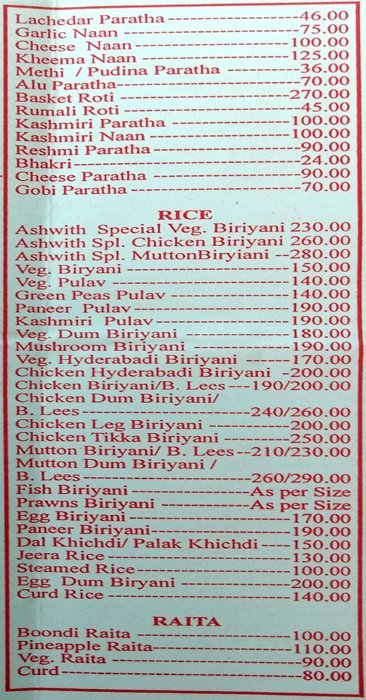 Lachedar Paratha -------------------46.00
Garlic Naan -------------------------75.00
Cheese Naan----------------------100.00
Kheema Naan ---------------------125.00
Methi / Pudina Paratha -----------36.00
Alu Paratha--------------------------70.00
Basket Roti -------------------------270.00
Rumali Roti --------------------------45.00
Kashmiri Paratha ------------------100.00
Kashmiri Naan ---------------------100.00
Reshmi Paratha---------------------90.00
Bhakri---------------------------------24.00
Cheese Paratha --------------------90.00
Gobi Paratha -----------------------70.00
RICE
Ashwith Special Veg. Biriyani 230.00
Ashwith Spl. Chicken Biriyani 260.00
Ashwith Spl. MuttonBiryiani --280.00
Veg. Biryani ------------------------150.00
Veg. Pulav --------------------------140.00
Green Peas Pulav ----------------140.00
Paneer Pulav----------------------190.00
Kashmiri Pulav--------------------190.00
Veg. Dum Biriyani ----------------180.00
Mushroom Biriyani ---------------190.00
Veg. Hyderabadi Biriyani ------170.00
Chicken Hyderabadi Biriyani -200.00
Chicken Biriyani/B. Lees ---190/200.00
Chicken Dum Biriyani/
B. Lees-----------------------240/260.00
Chicken Leg Biriyani ------------200.00
Chicken Tikka Biriyani ----------250.00
Mutton Biriyani/ B. Lees--210/230.00
Mutton Dum Biriyani /
B. Lees-----------------------260/290.00
Fish Biriyani ----------------As per Size
Prawns Biriyani ------------As per Size
Egg Biriyani------------------------170.00
Paneer Biriyani--------------------190.00
Dal Khichdi/ Palak Khichdi ----150.00
Jeera Rice--------------------------130.00
Steamed Rice---------------------100.00
Egg Dum Biryani -----------------200.00
Curd Rice --------------------------140.00
RAITA
Boondi Raita ----------------------100.00
Pineapple Raita-------------------110.00
Veg. Raita ---------------------------90.00
Curd-----------------------------------80.00